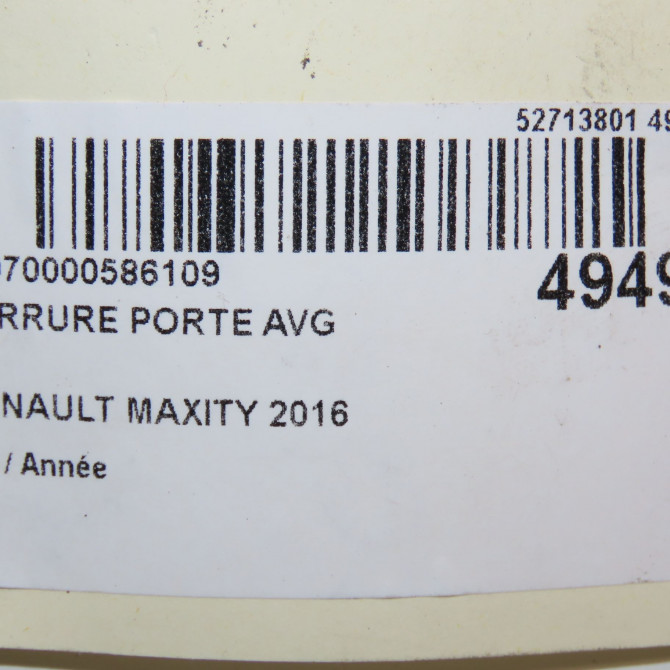 52713801 49
070000586109
4949
RRURE PORTE AVG
NAULT MAXITY 2016
/ Année